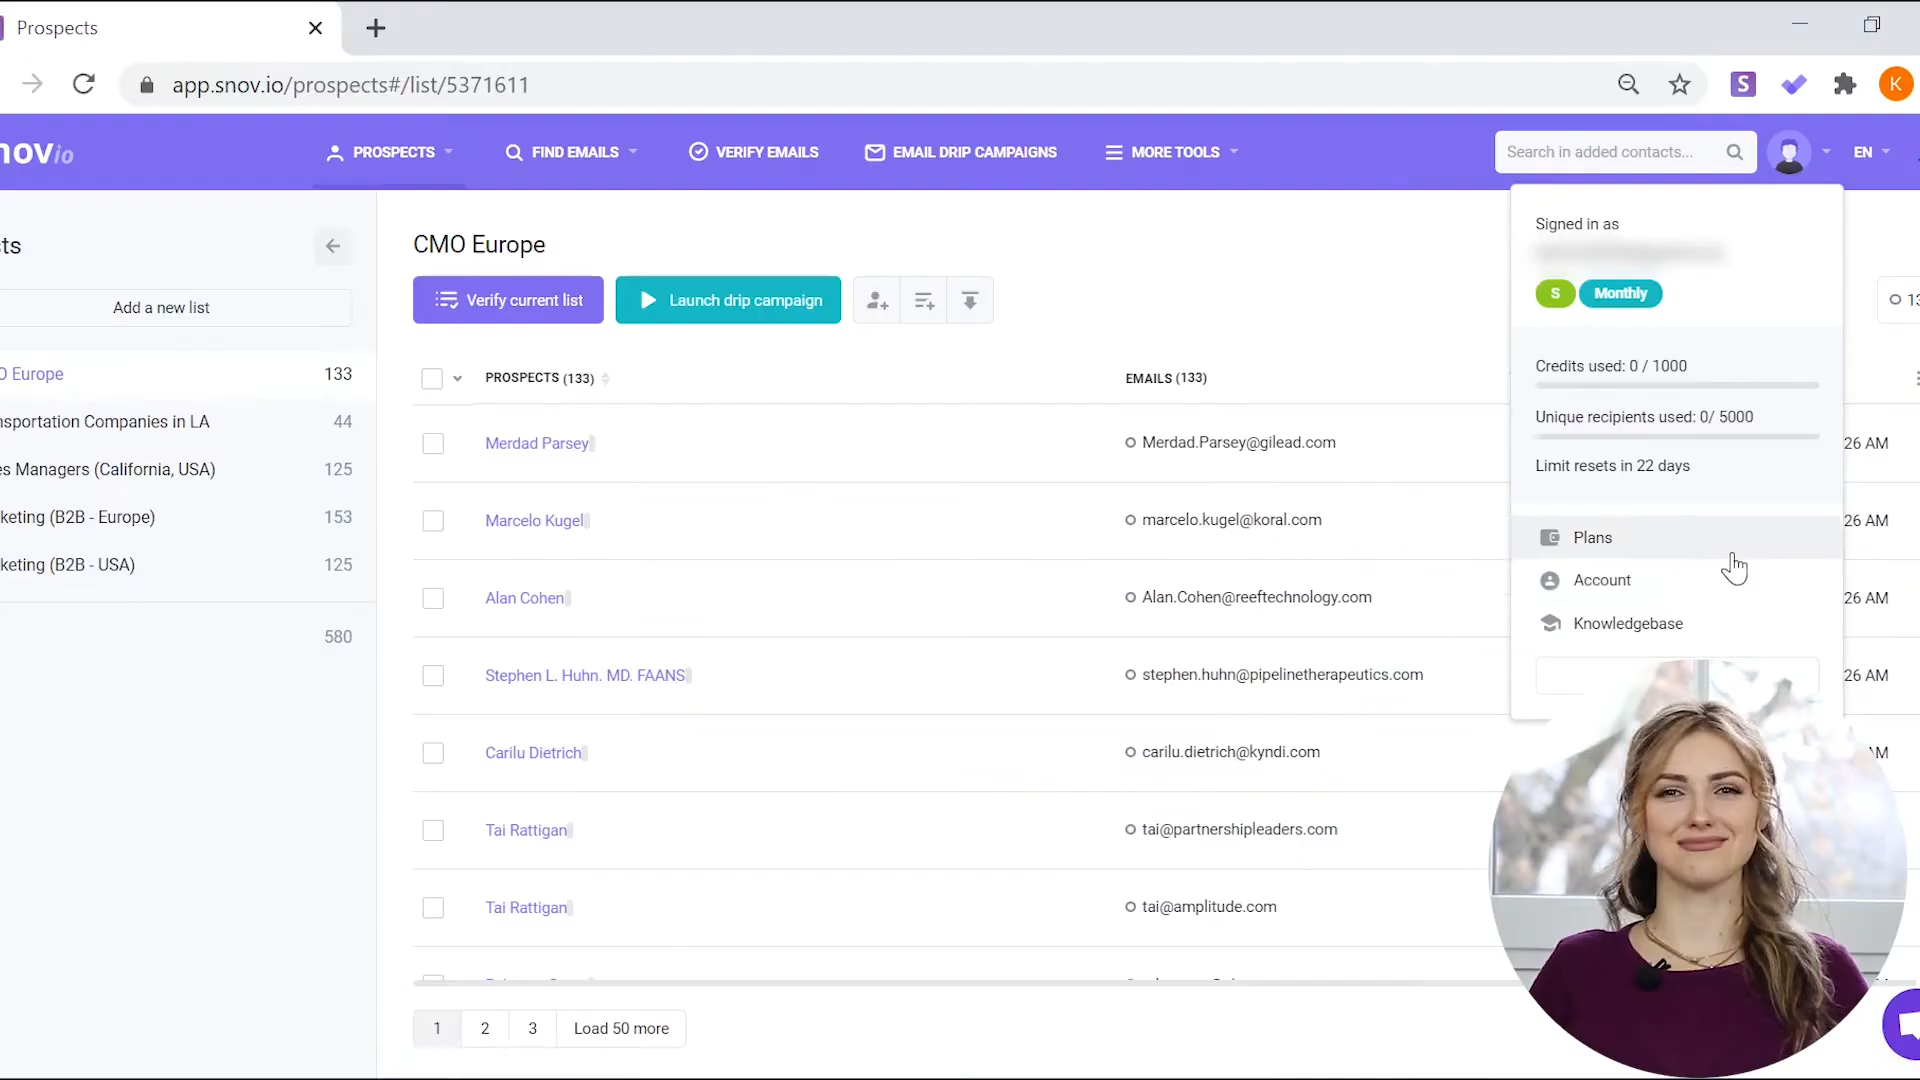 Prospects
app.snov.io/prospects#/list/5371611
S
K
novio
PROSPECTS
FIND EMAILS
VERIFY EMAILS
EMAIL DRIP CAMPAIGNS
MORE TOOLS
Search in added contacts...
EN
sts
Add a new list
O Europe 133
nsportation Companies in LA 44
es Managers (California, USA) 125
keting (B2B - Europe) 153
keting (B2B - USA) 125
580
CMO Europe
Verify current list
Launch drip campaign
13
PROSPECTS (133)
EMAILS (133)
Merdad Parsey
Merdad.Parsey@gilead.com
26 AM
Marcelo Kugel
marcelo.kugel@koral.com
26 AM
Alan Cohen
Alan.Cohen@reeftechnology.com
26 AM
Stephen L. Huhn. MD. FAANS
stephen.huhn@pipelinetherapeutics.com
26 AM
Carilu Dietrich
carilu.dietrich@kyndi.com
AM
Tai Rattigan
tai@partnershipleaders.com
Tai Rattigan
tai@amplitude.com
1
2
3
Load 50 more
Signed in as
S
Monthly
Credits used: 0 / 1000
Unique recipients used: 0/ 5000
Limit resets in 22 days
Plans
Account
Knowledgebase